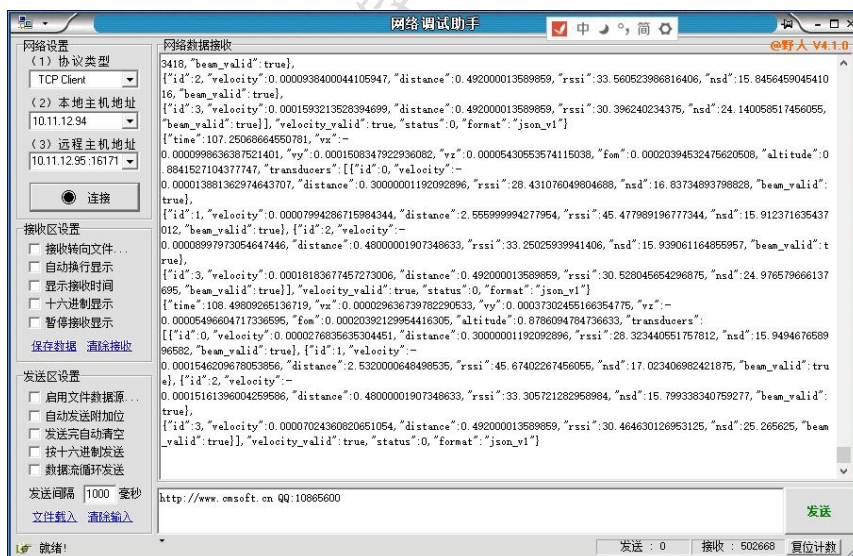 网络调试助手
中 简
@野人 V4.1.0
网络设置
(1) 协议类型
TCP Client
(2) 本地主机地址
10.11.12.94
(3) 远程主机地址
10.11.12.95:16171
连接
接收区设置
接收转向文件...
自动换行显示
显示接收时间
十六进制显示
暂停接收显示
保存数据 清除接收
发送区设置
启用文件数据源...
自动发送附加位
发送完自动清空
按十六进制发送
数据流循环发送
发送间隔 1000 毫秒
文件载入 清除输入
网络数据接收
3418, "beam_valid":true},
{"id":2, "velocity":0.0000938400044105947, "distance":0.492000013589859, "rssi":33.560523986816406, "nsd":15.8456459045410
16, "beam_valid":true},
{"id":3, "velocity":0.0001593213528394699, "distance":0.492000013589859, "rssi":30.396240234375, "nsd":24.140058517456055,
"beam_valid":true}], "velocity_valid":true, "status":0, "format":"json_v1"}
{"time":107.25068664550781, "vx":-
0.0000998636387521401, "vy":0.0001508347922936082, "vz":0.00005430553574115038, "fom":0.00020394532475620508, "altitude":0
.8841527104377747, "transducers":[{"id":0, "velocity":-
0.000013881362974643707, "distance":0.3000000119 2092896, "rssi":28.431076049804688, "nsd":16.83734893798828, "beam_valid":
true},
{"id":1, "velocity":0.00007994286715984344, "distance":2.555999994277954, "rssi":45.477989196777344, "nsd":15.912371635437
012, "beam_valid":true}, {"id":2, "velocity":-
0.00008997973054647446, "distance":0.48000001907348633, "rssi":33.25025939941406, "nsd":15.939061164855957, "beam_valid":t
rue},
{"id":3, "velocity":0.00018183677457273006, "distance":0.492000013589859, "rssi":30.528045654296875, "nsd":24.976579666137
695, "beam_valid":true}], "velocity_valid":true, "status":0, "format":"json_v1"}
{"time":108.49809265136719, "vx":0.000029636739782290533, "vy":0.00037302455166354775, "vz":-
0.00005496604717336595, "fom":0.00020392129954416305, "altitude":0.8786094784736633, "transducers":
[{"id":0, "velocity":0.0000276835635304451, "distance":0.3000000119 2092896, "rssi":28.323440551757812, "nsd":15.9494676589
96582, "beam_valid":true}, {"id":1, "velocity":-
0.0001546209678053856, "distance":2.5320000648498535, "rssi":45.67402267456055, "nsd":17.023406982421875, "beam_valid":tru
e}, {"id":2, "velocity":-
0.00015161396004259586, "distance":0.48000001907348633, "rssi":33.305721282958984, "nsd":15.799338340759277, "beam_valid":
true},
{"id":3, "velocity":0.00007024360820651054, "distance":0.492000013589859, "rssi":30.464630126953125, "nsd":25.265625, "beam
_valid":true}], "velocity_valid":true, "status":0, "format":"json_v1"}
http://www.cmsoft.cn QQ:10865600
发送
就绪!
发送 : 0
接收 : 502668
复位计数